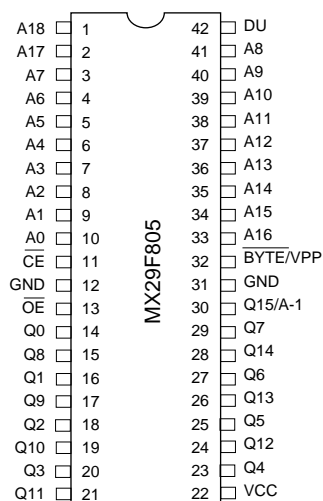 A18 1 42 DU
A17 2 41 A8
A7 3 40 A9
A6 4 39 A10
A5 5 38 A11
A4 6 37 A12
A3 7 36 A13
A2 8 35 A14
A1 9 34 A15
A0 10 33 A16
CE 11 32 BYTE/VPP
GND 12 31 GND
OE 13 30 Q15/A-1
Q0 14 29 Q7
Q8 15 28 Q14
Q1 16 27 Q6
Q9 17 26 Q13
Q2 18 25 Q5
Q10 19 24 Q12
Q3 20 23 Q4
Q11 21 22 VCC
MX29F805